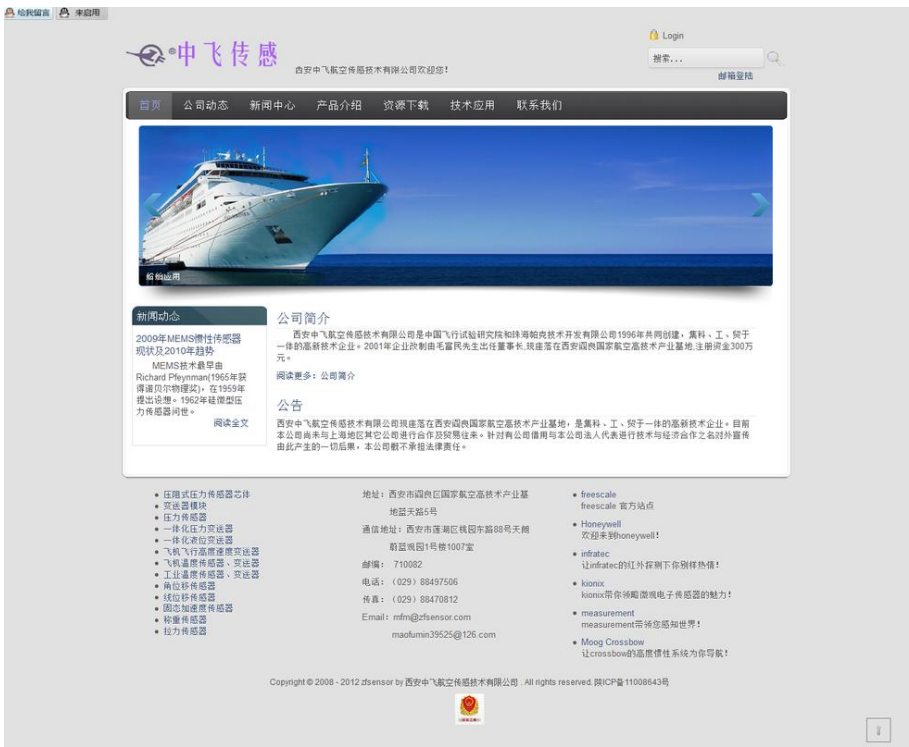 给我留言 未启用
Login
®中飞传感
西安中飞航空传感技术有限公司欢迎您!
搜索...
邮箱登陆
首页 公司动态 新闻中心 产品介绍 资源下载 技术应用 联系我们
船舶应用
新闻动态
2009年MEMS惯性传感器
现状及2010年趋势
MEMS技术最早由
Richard Pfeynman(1965年获
得诺贝尔物理奖),在1959年
提出设想。1962年硅微型压
力传感器问世。
阅读全文
公司简介
西安中飞航空传感技术有限公司是中国飞行试验研究院和珠海帕克技术开发有限公司1996年共同创建,集科、工、贸于
一体的高新技术企业。2001年企业改制由毛富民先生出任董事长,现座落在西安阎良国家航空高技术产业基地,注册资金300万
元。
阅读更多:公司简介
公告
西安中飞航空传感技术有限公司现座落在西安阎良国家航空高技术产业基地,是集科、工、贸于一体的高新技术企业。目前
本公司尚未与上海地区其它公司进行合作及贸易往来。针对有公司借用与本公司法人代表进行技术与经济合作之名对外宣传
由此产生的一切后果,本公司概不承担法律责任。
压阻式压力传感器芯体
变送器模块
压力传感器
一体化压力变送器
一体化液位变送器
飞机飞行高度速度变送器
飞机温度传感器、变送器
工业温度传感器、变送器
角位移传感器
线位移传感器
固态加速度传感器
称重传感器
拉力传感器
地址:西安市阎良区国家航空高技术产业基
地蓝天路5号
通信地址:西安市莲湖区桃园东路88号天朗
蔚蓝观园1号楼1007室
邮编: 710082
电话:(029)88497506
传真:(029)88470812
Email:mfm@zfsensor.com
maofumin39525@126.com
freescale
freescale 官方站点
Honeywell
欢迎来到honeywell!
infratec
让infratec的红外探测下你别样热情!
kionix
kionix带你领略微观电子传感器的魅力!
measurement
measurement带领您感知世界!
Moog Crossbow
让crossbow的高度惯性系统为你导航!
Copyright © 2008 - 2012 zfsensor by 西安中飞航空传感技术有限公司 . All rights reserved. 陕ICP备11008643号